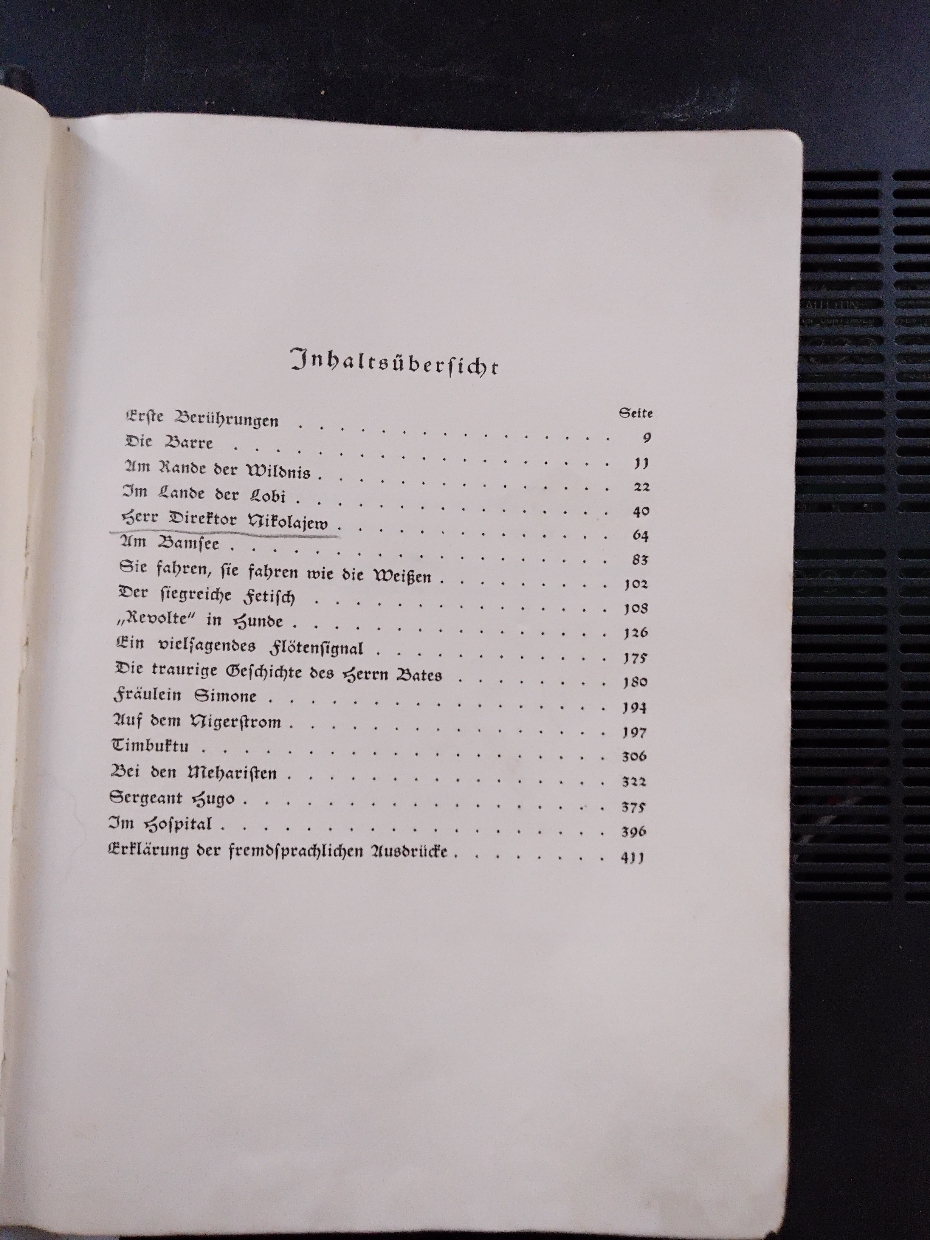 Inhaltsübersicht
Seite
Erste Berührungen . . . . . . . . . . . . . . 9
Die Barre . . . . . . . . . . . . . . . . 11
Am Rande der Wildnis . . . . . . . . . . . . . 22
Im Lande der Lobi . . . . . . . . . . . . . . 40
Herr Direktor Nikolajew . . . . . . . . . . . . 64
Am Bamsee . . . . . . . . . . . . . . . . 83
Sie fahren, sie fahren wie die Weißen . . . . . . . . 102
Der siegreiche Fetisch . . . . . . . . . . . . . 108
„Revolte“ in Hunde . . . . . . . . . . . . . . 126
Ein vielsagendes Flötensignal . . . . . . . . . . . 175
Die traurige Geschichte des Herrn Bates . . . . . . . 180
Fräulein Simone . . . . . . . . . . . . . . . 194
Auf dem Nigerstrom . . . . . . . . . . . . . . 197
Timbuktu . . . . . . . . . . . . . . . . . 306
Bei den Meharisten . . . . . . . . . . . . . . 322
Sergeant Hugo . . . . . . . . . . . . . . . . 375
Im Hospital . . . . . . . . . . . . . . . . . 396
Erklärung der fremdsprachlichen Ausdrücke . . . . . . . 411